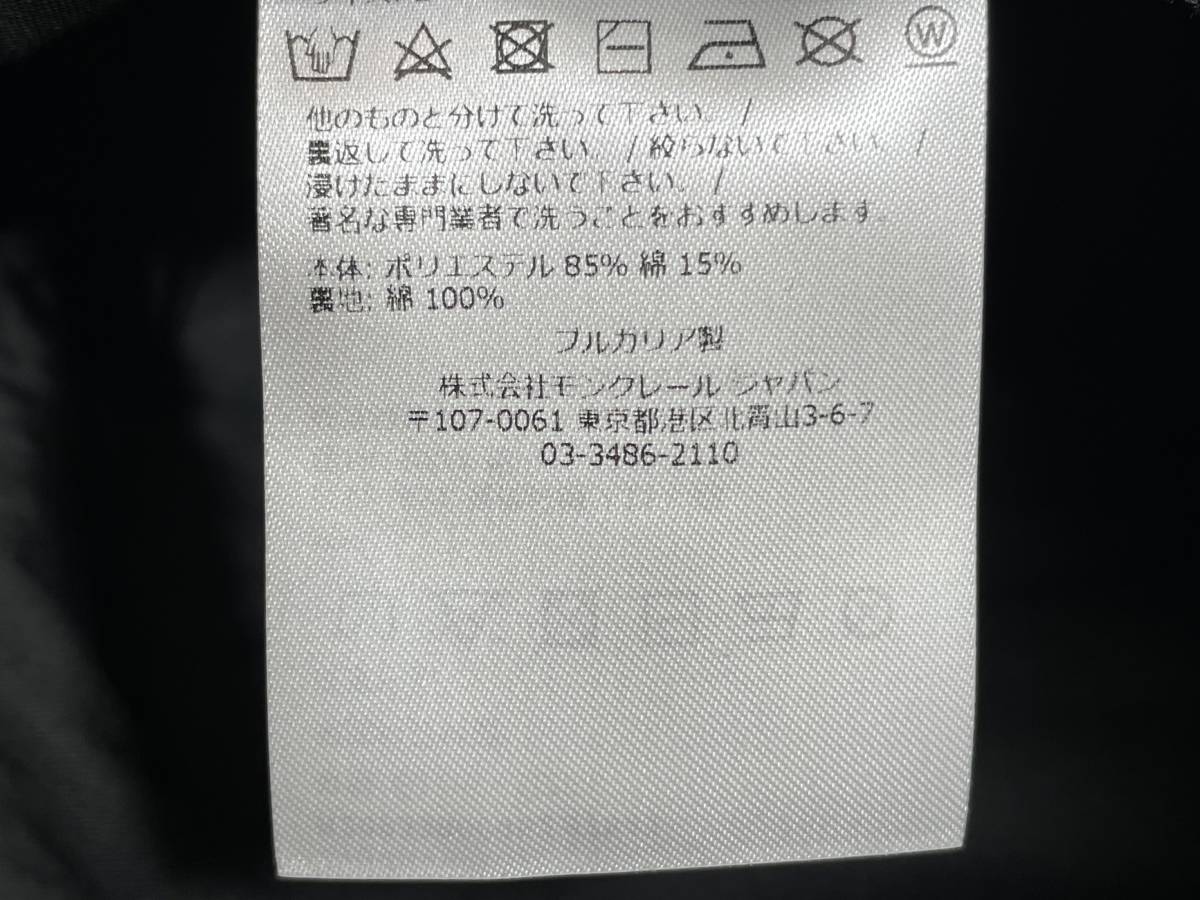 W
他のものと分けて洗って下さい。/
裏返して洗って下さい。/ 絞らないで下さい。/
浸けたままにしないで下さい。/
著名な専門業者で洗うことをおすすめします。
本体: ポリエステル 85% 綿 15%
裏地: 綿 100%
ブルガリア製
株式会社モンクレール ジャパン
〒107-0061 東京都港区北青山3-6-7
03-3486-2110